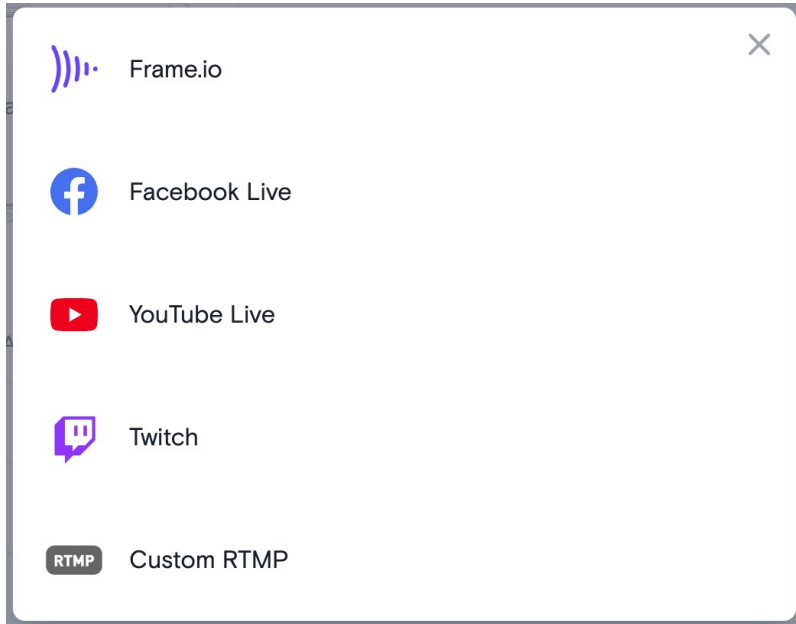 Frame.io
Facebook Live
YouTube Live
Twitch
RTMP Custom RTMP